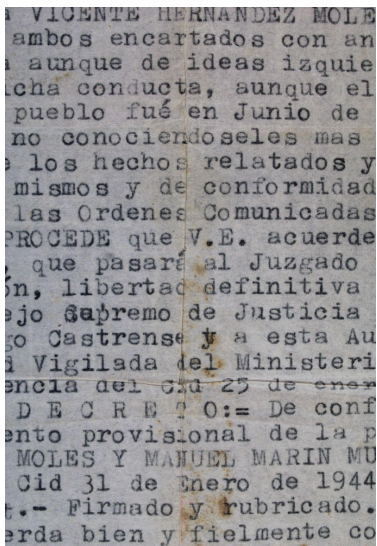 a VICENTE HERNANDEZ MOLE
ambos encartados con an
a aunque de ideas izquie
icha conducta, aunque el
pueblo fué en Junio de
no conociendoseles mas
e los hechos relatados y
mismos y de conformidad
las Ordenes Comunicadas
PROCEDE que V.E. acuerde
, que pasará al Juzgado
ón, libertad definitiva
ejo Supremo de Justicia
go Castrense y a esta Au
d Vigilada del Ministeri
encia del Cid 25 de ener
D E C R E T O:= De conf
ento provisional de la p
MOLES Y MANUEL MARIN MU
Cid 31 de Enero de 1944
.- Firmado y rubricado.
erda bien y fielmente co